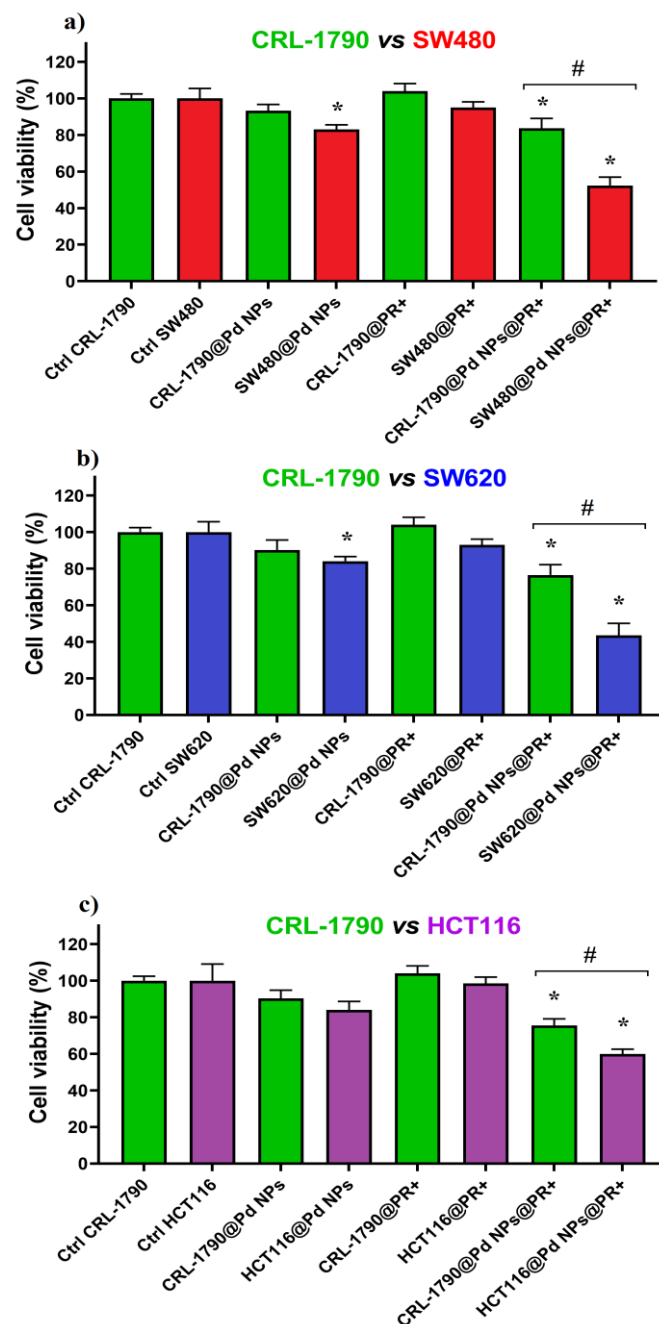 a)
CRL-1790 vs SW480
Cell viability (%)
120
100
80
60
40
20
0
*
*
*
#
Ctrl CRL-1790
Ctrl SW480
CRL-1790@Pd NPs
SW480@Pd NPs
CRL-1790@PR+
SW480@PR+
CRL-1790@Pd NPs@PR+
SW480@Pd NPs@PR+
b)
CRL-1790 vs SW620
Cell viability (%)
120
100
80
60
40
20
0
*
*
*
#
Ctrl CRL-1790
Ctrl SW620
CRL-1790@Pd NPs
SW620@Pd NPs
CRL-1790@PR+
SW620@PR+
CRL-1790@Pd NPs@PR+
SW620@Pd NPs@PR+
c)
CRL-1790 vs HCT116
Cell viability (%)
120
100
80
60
40
20
0
*
*
#
Ctrl CRL-1790
Ctrl HCT116
CRL-1790@Pd NPs
HCT116@Pd NPs
CRL-1790@PR+
HCT116@PR+
CRL-1790@Pd NPs@PR+
HCT116@Pd NPs@PR+